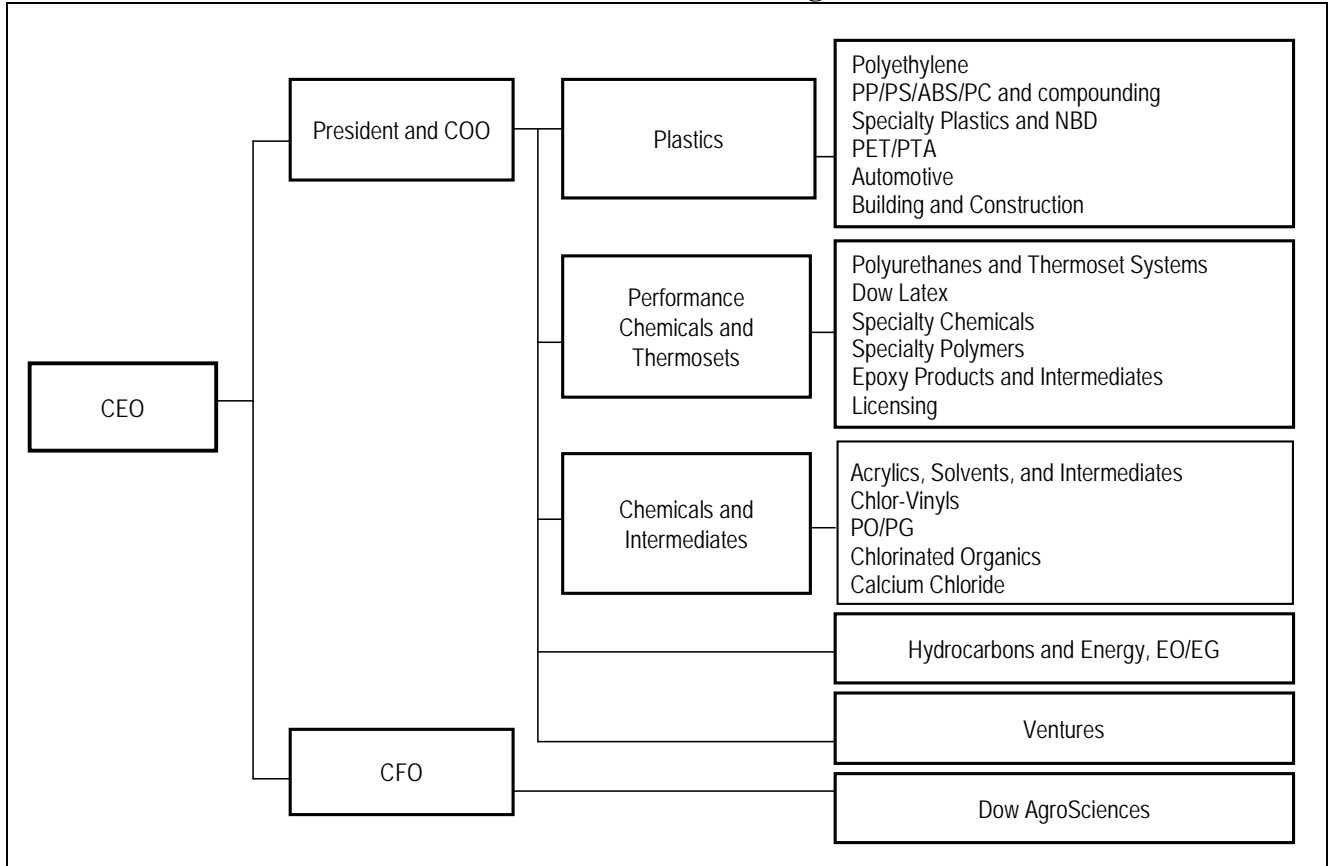 President and COO
Plastics
Polyethylene
PP/PS/ABS/PC and compounding
Specialty Plastics and NBD
PET/PTA
Automotive
Building and Construction
Performance
Chemicals and
Thermosets
Polyurethanes and Thermoset Systems
Dow Latex
Specialty Chemicals
Specialty Polymers
Epoxy Products and Intermediates
Licensing
CEO
Chemicals and
Intermediates
Acrylics, Solvents, and Intermediates
Chlor-Vinyls
PO/PG
Chlorinated Organics
Calcium Chloride
Hydrocarbons and Energy, EO/EG
Ventures
CFO
Dow AgroSciences